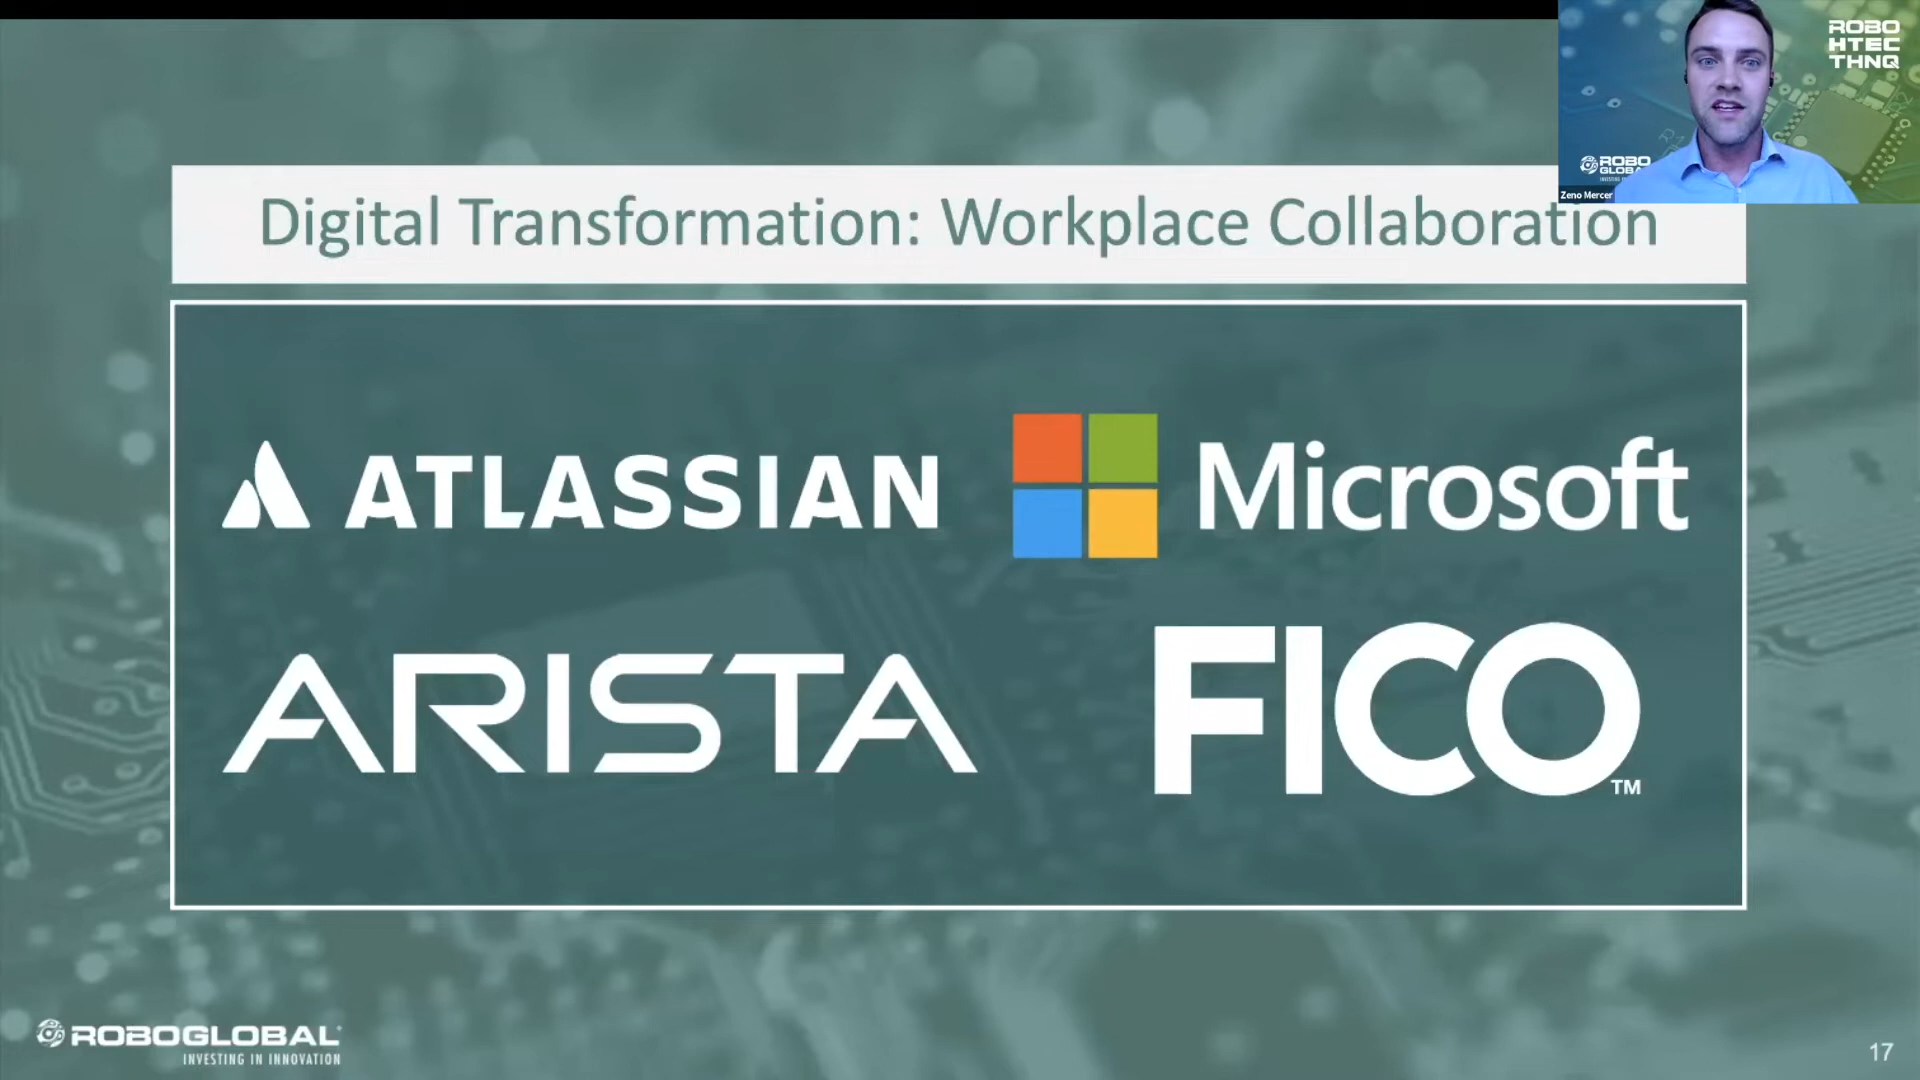 ROBO
HTEC
THNQ
ROBO
GLOBA
Zeno Mercer
Digital Transformation: Workplace Collaboration
ATLASSIAN
Microsoft
ARISTA
FICO
TM
ROBOGLOBAL
INVESTING IN INNOVATION
17